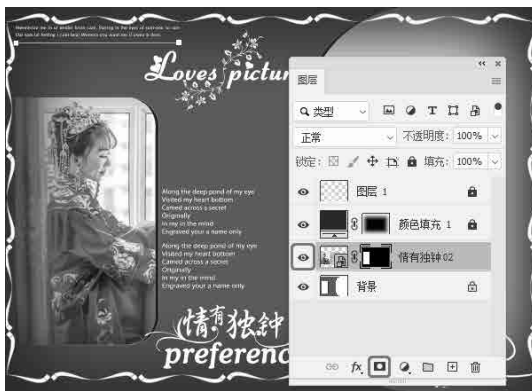 Loves pictur
Along the deep pond of my eye
Visited my heart bottom
Carved across a secret
Originally
In my in the mind
Engraved your a name only
Along the deep pond of my eye
Visited my heart bottom
Carved across a secret
Originally
In my in the mind
Engraved your a name only
情有独钟
preferenc
图层
类型
正常
不透明度: 100%
锁定:
填充: 100%
图层 1
颜色填充 1
情有独钟02
背景
fx